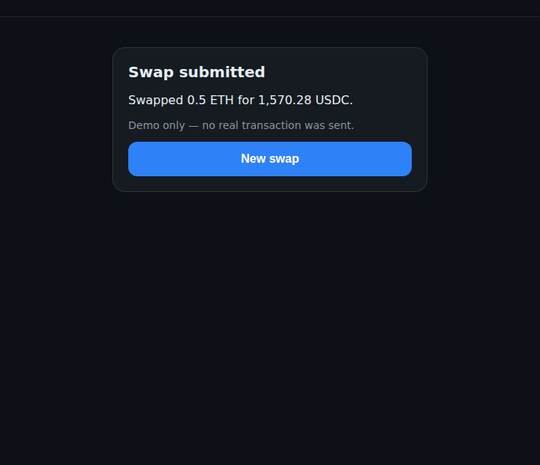 Swap submitted
Swapped 0.5 ETH for 1,570.28 USDC.
Demo only — no real transaction was sent.
New swap